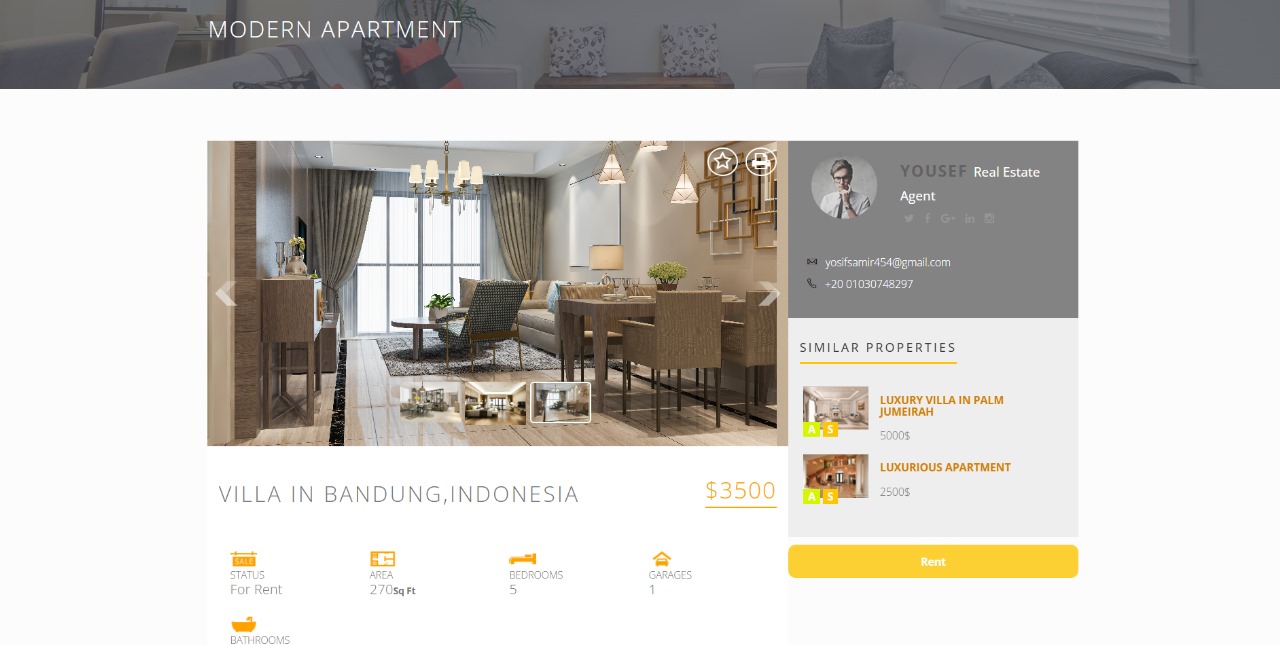 MODERN APARTMENT
YOUSEF Real Estate
Agent
yosifsamir454@gmail.com
+20 01030748297
SIMILAR PROPERTIES
LUXURY VILLA IN PALM
JUMEIRAH
A S
5000$
LUXURIOUS APARTMENT
A S
2500$
VILLA IN BANDUNG,INDONESIA
$3500
Rent
SALE
STATUS
For Rent
AREA
270Sq Ft
BEDROOMS
5
GARAGES
1
BATHROOMS